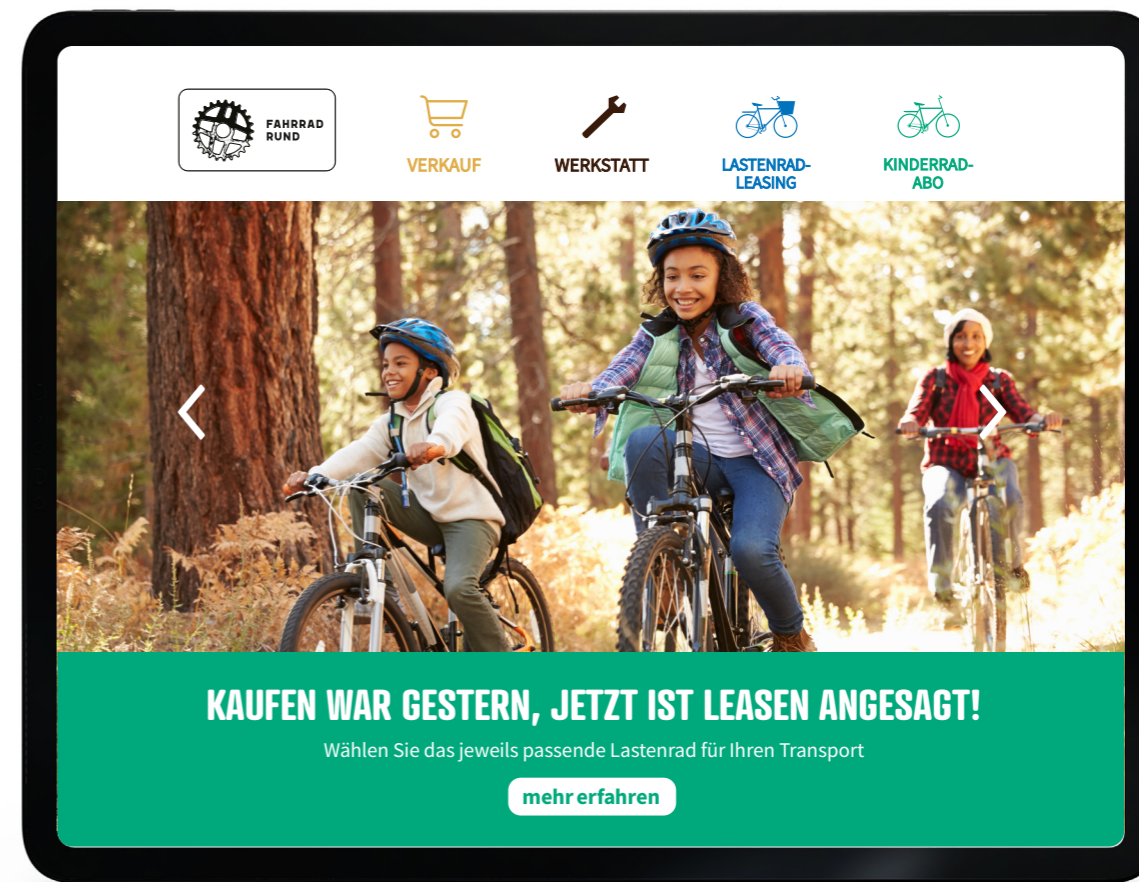 FAHRRAD
RUND
VERKAUF
WERKSTATT
LASTENRAD-
LEASING
KINDERRAD-
ABO
KAUFEN WAR GESTERN, JETZT IST LEASEN ANGESAGT!
Wählen Sie das jeweils passende Lastenrad für Ihren Transport
mehr erfahren